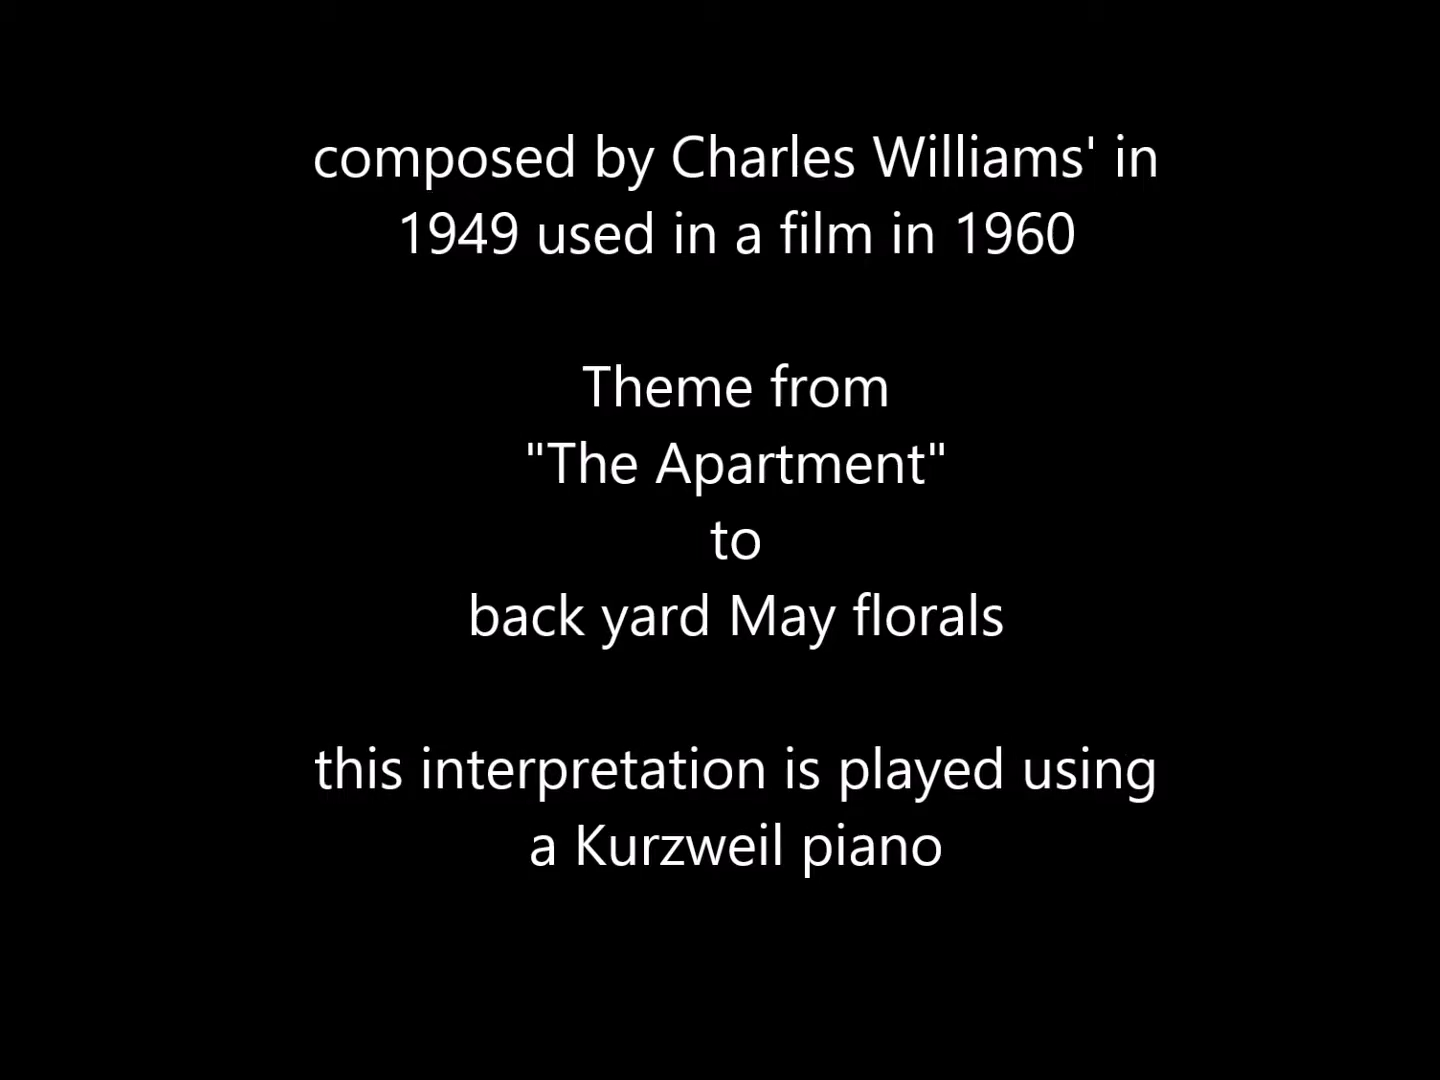 composed by Charles Williams' in
1949 used in a film in 1960
Theme from
"The Apartment"
to
back yard May florals
this interpretation is played using
a Kurzweil piano